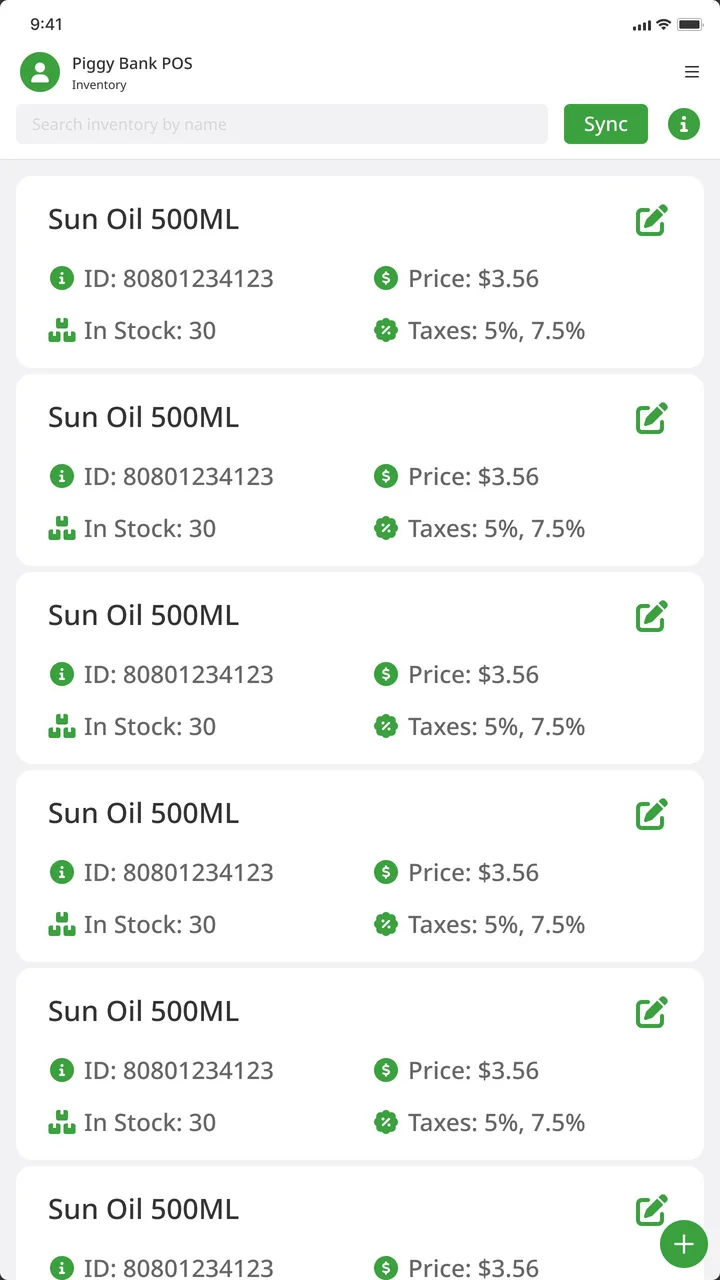 9:41
Piggy Bank POS
Inventory
Search inventory by name
Sync
Sun Oil 500ML
ID: 80801234123
Price: $3.56
In Stock: 30
Taxes: 5%, 7.5%
Sun Oil 500ML
ID: 80801234123
Price: $3.56
In Stock: 30
Taxes: 5%, 7.5%
Sun Oil 500ML
ID: 80801234123
Price: $3.56
In Stock: 30
Taxes: 5%, 7.5%
Sun Oil 500ML
ID: 80801234123
Price: $3.56
In Stock: 30
Taxes: 5%, 7.5%
Sun Oil 500ML
ID: 80801234123
Price: $3.56
In Stock: 30
Taxes: 5%, 7.5%
Sun Oil 500ML
ID: 80801234123
Price: $3.56